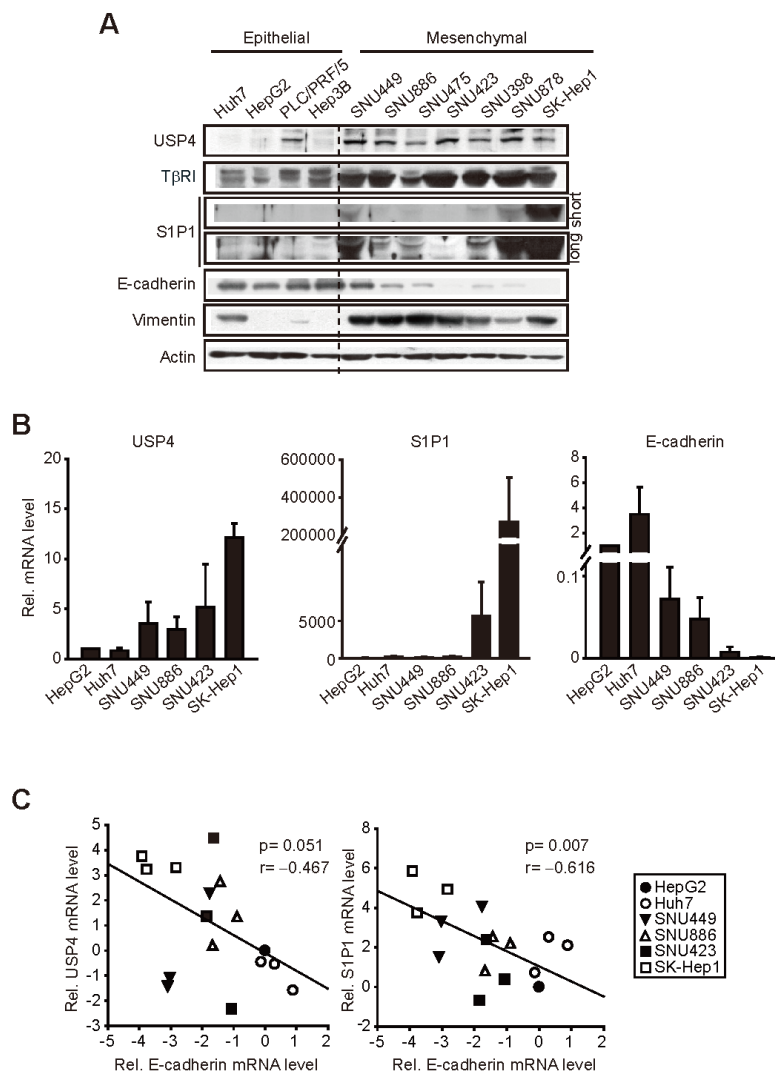 A
Epithelial
Mesenchymal
Huh7
HepG2
PLC/PRF/5
Hep3B
SNU449
SNU886
SNU475
SNU423
SNU398
SNU878
SK-Hep1
USP4
TβRI
S1P1
short
long
E-cadherin
Vimentin
Actin
B
USP4
S1P1
E-cadherin
Rel. mRNA level
20
15
10
5
0
HepG2
Huh7
SNU449
SNU886
SNU423
SK-Hep1
600000
400000
200000
5000
0
HepG2
Huh7
SNU449
SNU886
SNU423
SK-Hep1
8
6
4
2
0.1
0
HepG2
Huh7
SNU449
SNU886
SNU423
SK-Hep1
C
Rel. USP4 mRNA level
5
4
3
2
1
0
-1
-2
-3
p= 0.051
r= −0.467
-5 -4 -3 -2 -1 0 1 2
Rel. E-cadherin mRNA level
Rel. S1P1 mRNA level
8
6
4
2
0
-2
p= 0.007
r= −0.616
-5 -4 -3 -2 -1 0 1 2
Rel. E-cadherin mRNA level
HepG2
Huh7
SNU449
SNU886
SNU423
SK-Hep1